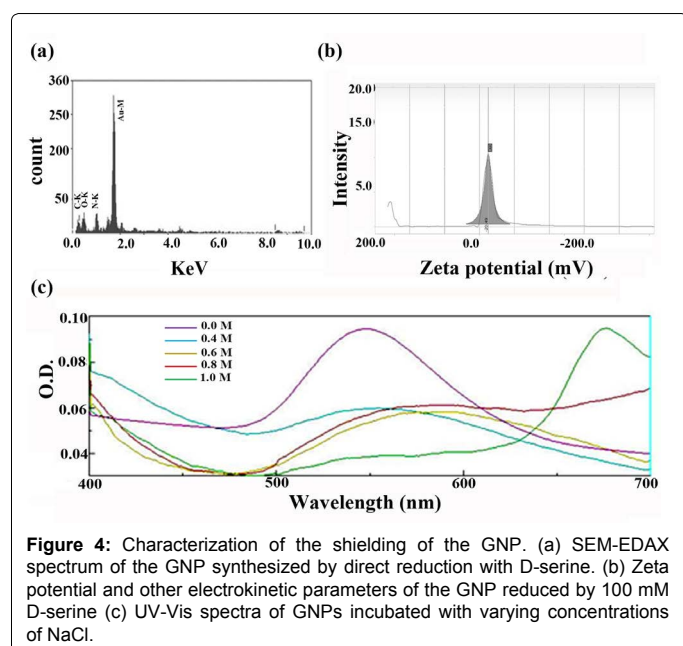 (a)
360
250
200
50
count
C-K
O-K
N-K
Au-M
0.0 2.0 4.0 6.0 8.0 10.0
KeV
(b)
20.0
15.0
5.0
Intensity
200.0 0.0 -200.0
Zeta potential (mV)
(c)
0.10
0.08
0.06
0.04
O.D.
0.0 M
0.4 M
0.6 M
0.8 M
1.0 M
400 500 600 700
Wavelength (nm)
Figure 4: Characterization of the shielding of the GNP. (a) SEM-EDAX
spectrum of the GNP synthesized by direct reduction with D-serine. (b) Zeta
potential and other electrokinetic parameters of the GNP reduced by 100 mM
D-serine (c) UV-Vis spectra of GNPs incubated with varying concentrations
of NaCl.